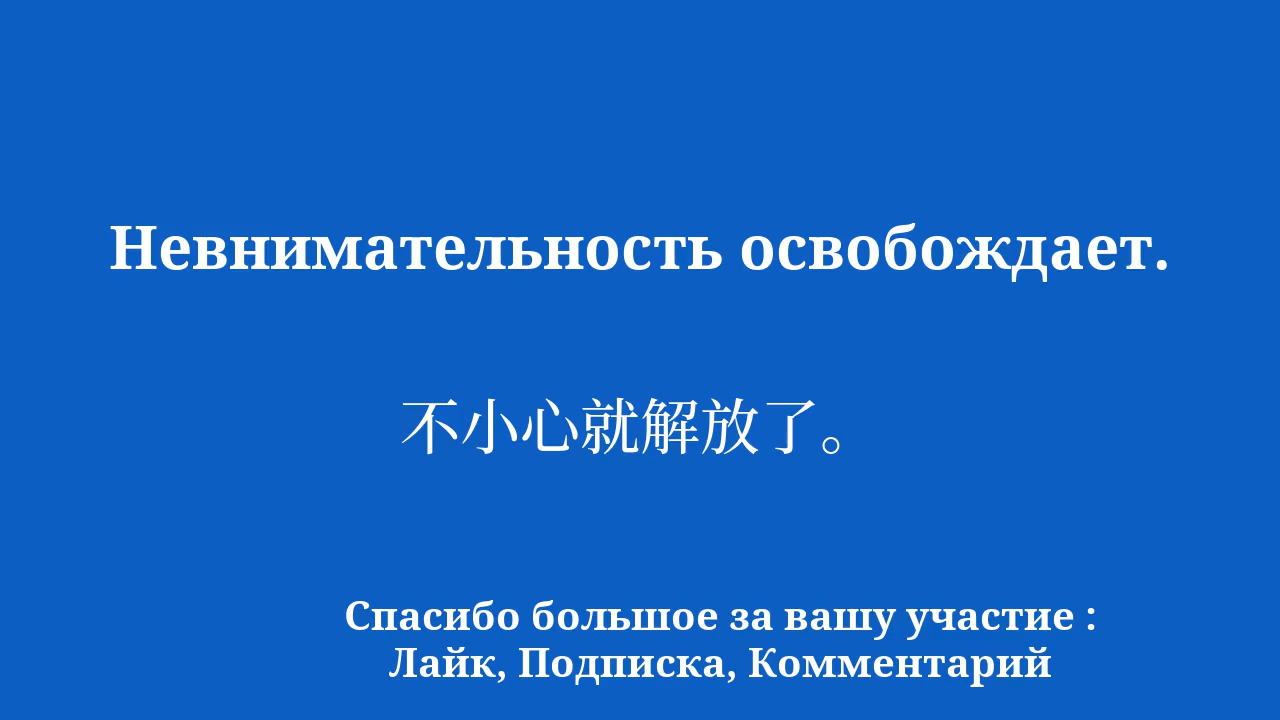 Невнимательность освобождает.
不小心就解放了。
Спасибо большое за вашу участие :
Лайк, Подписка, Комментарий